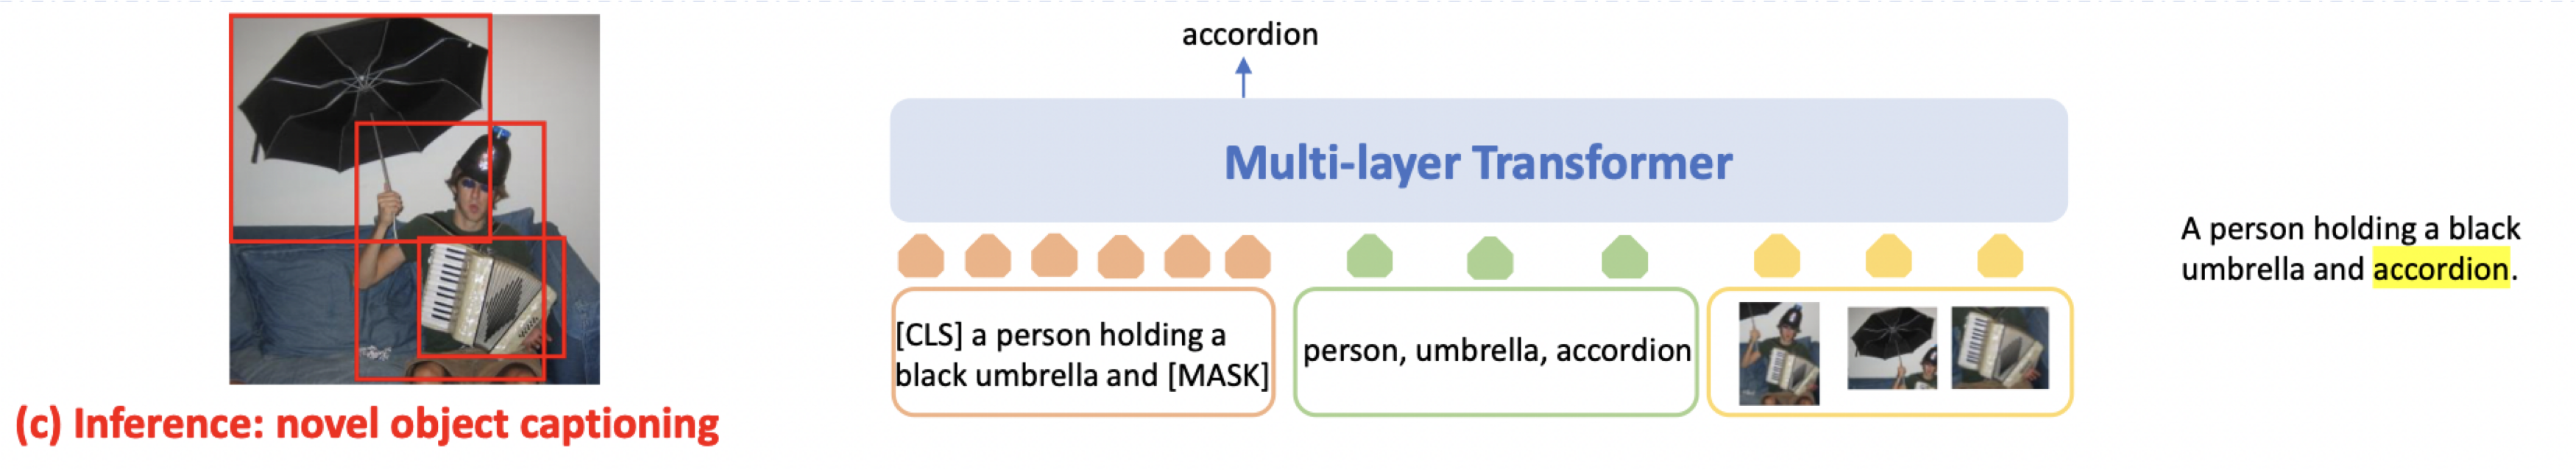 accordion
Multi-layer Transformer
[CLS] a person holding a
black umbrella and [MASK]
person, umbrella, accordion
A person holding a black
umbrella and accordion.
(c) Inference: novel object captioning